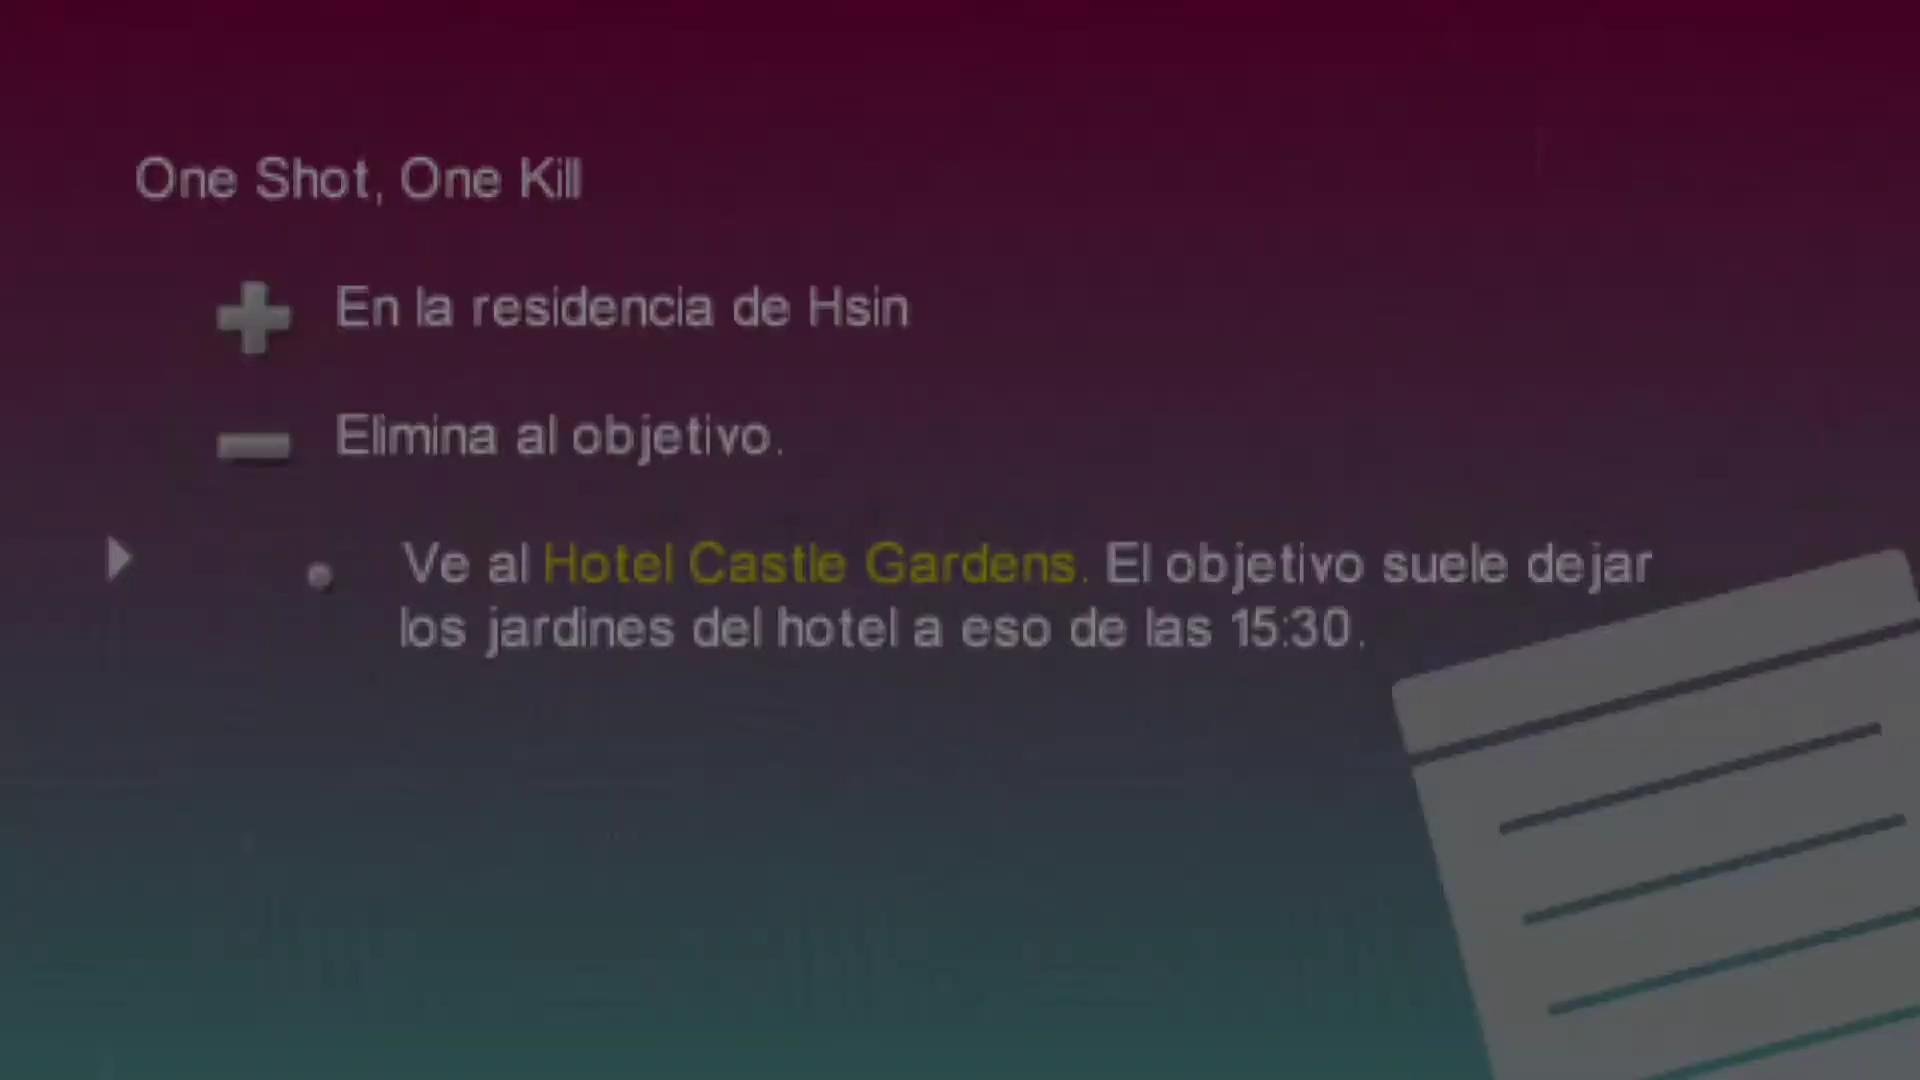 One Shot, One Kill
En la residencia de Hsin
Elimina al objetivo.
Ve al Hotel Castle Gardens. El objetivo suele dejar
los jardines del hotel a eso de las 15:30.